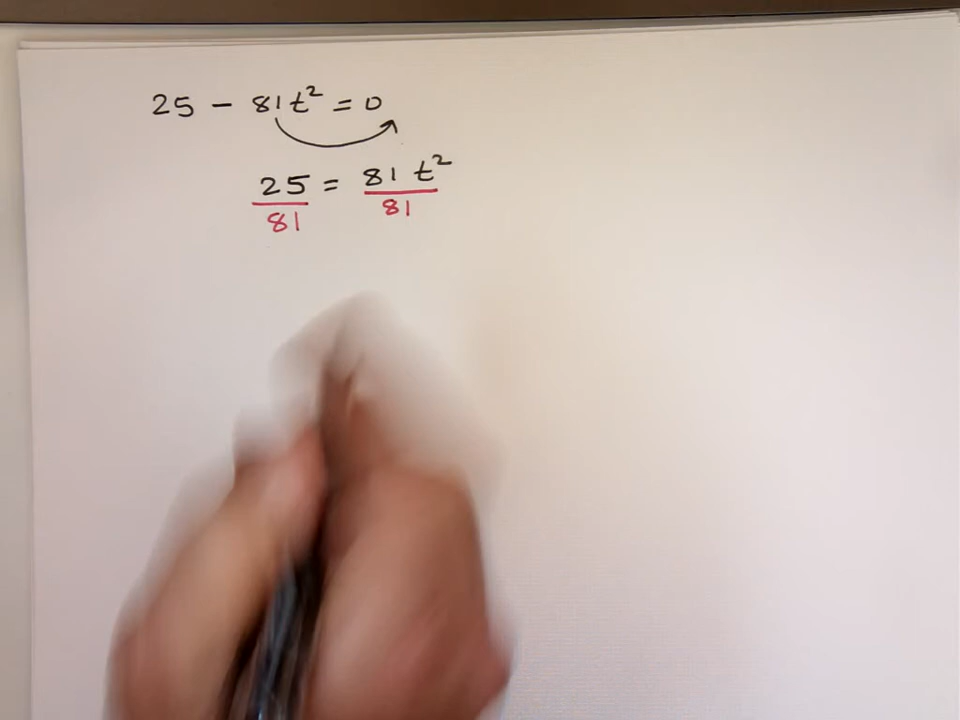 25 - 81t² = 0
25 = 81 t²
81 81